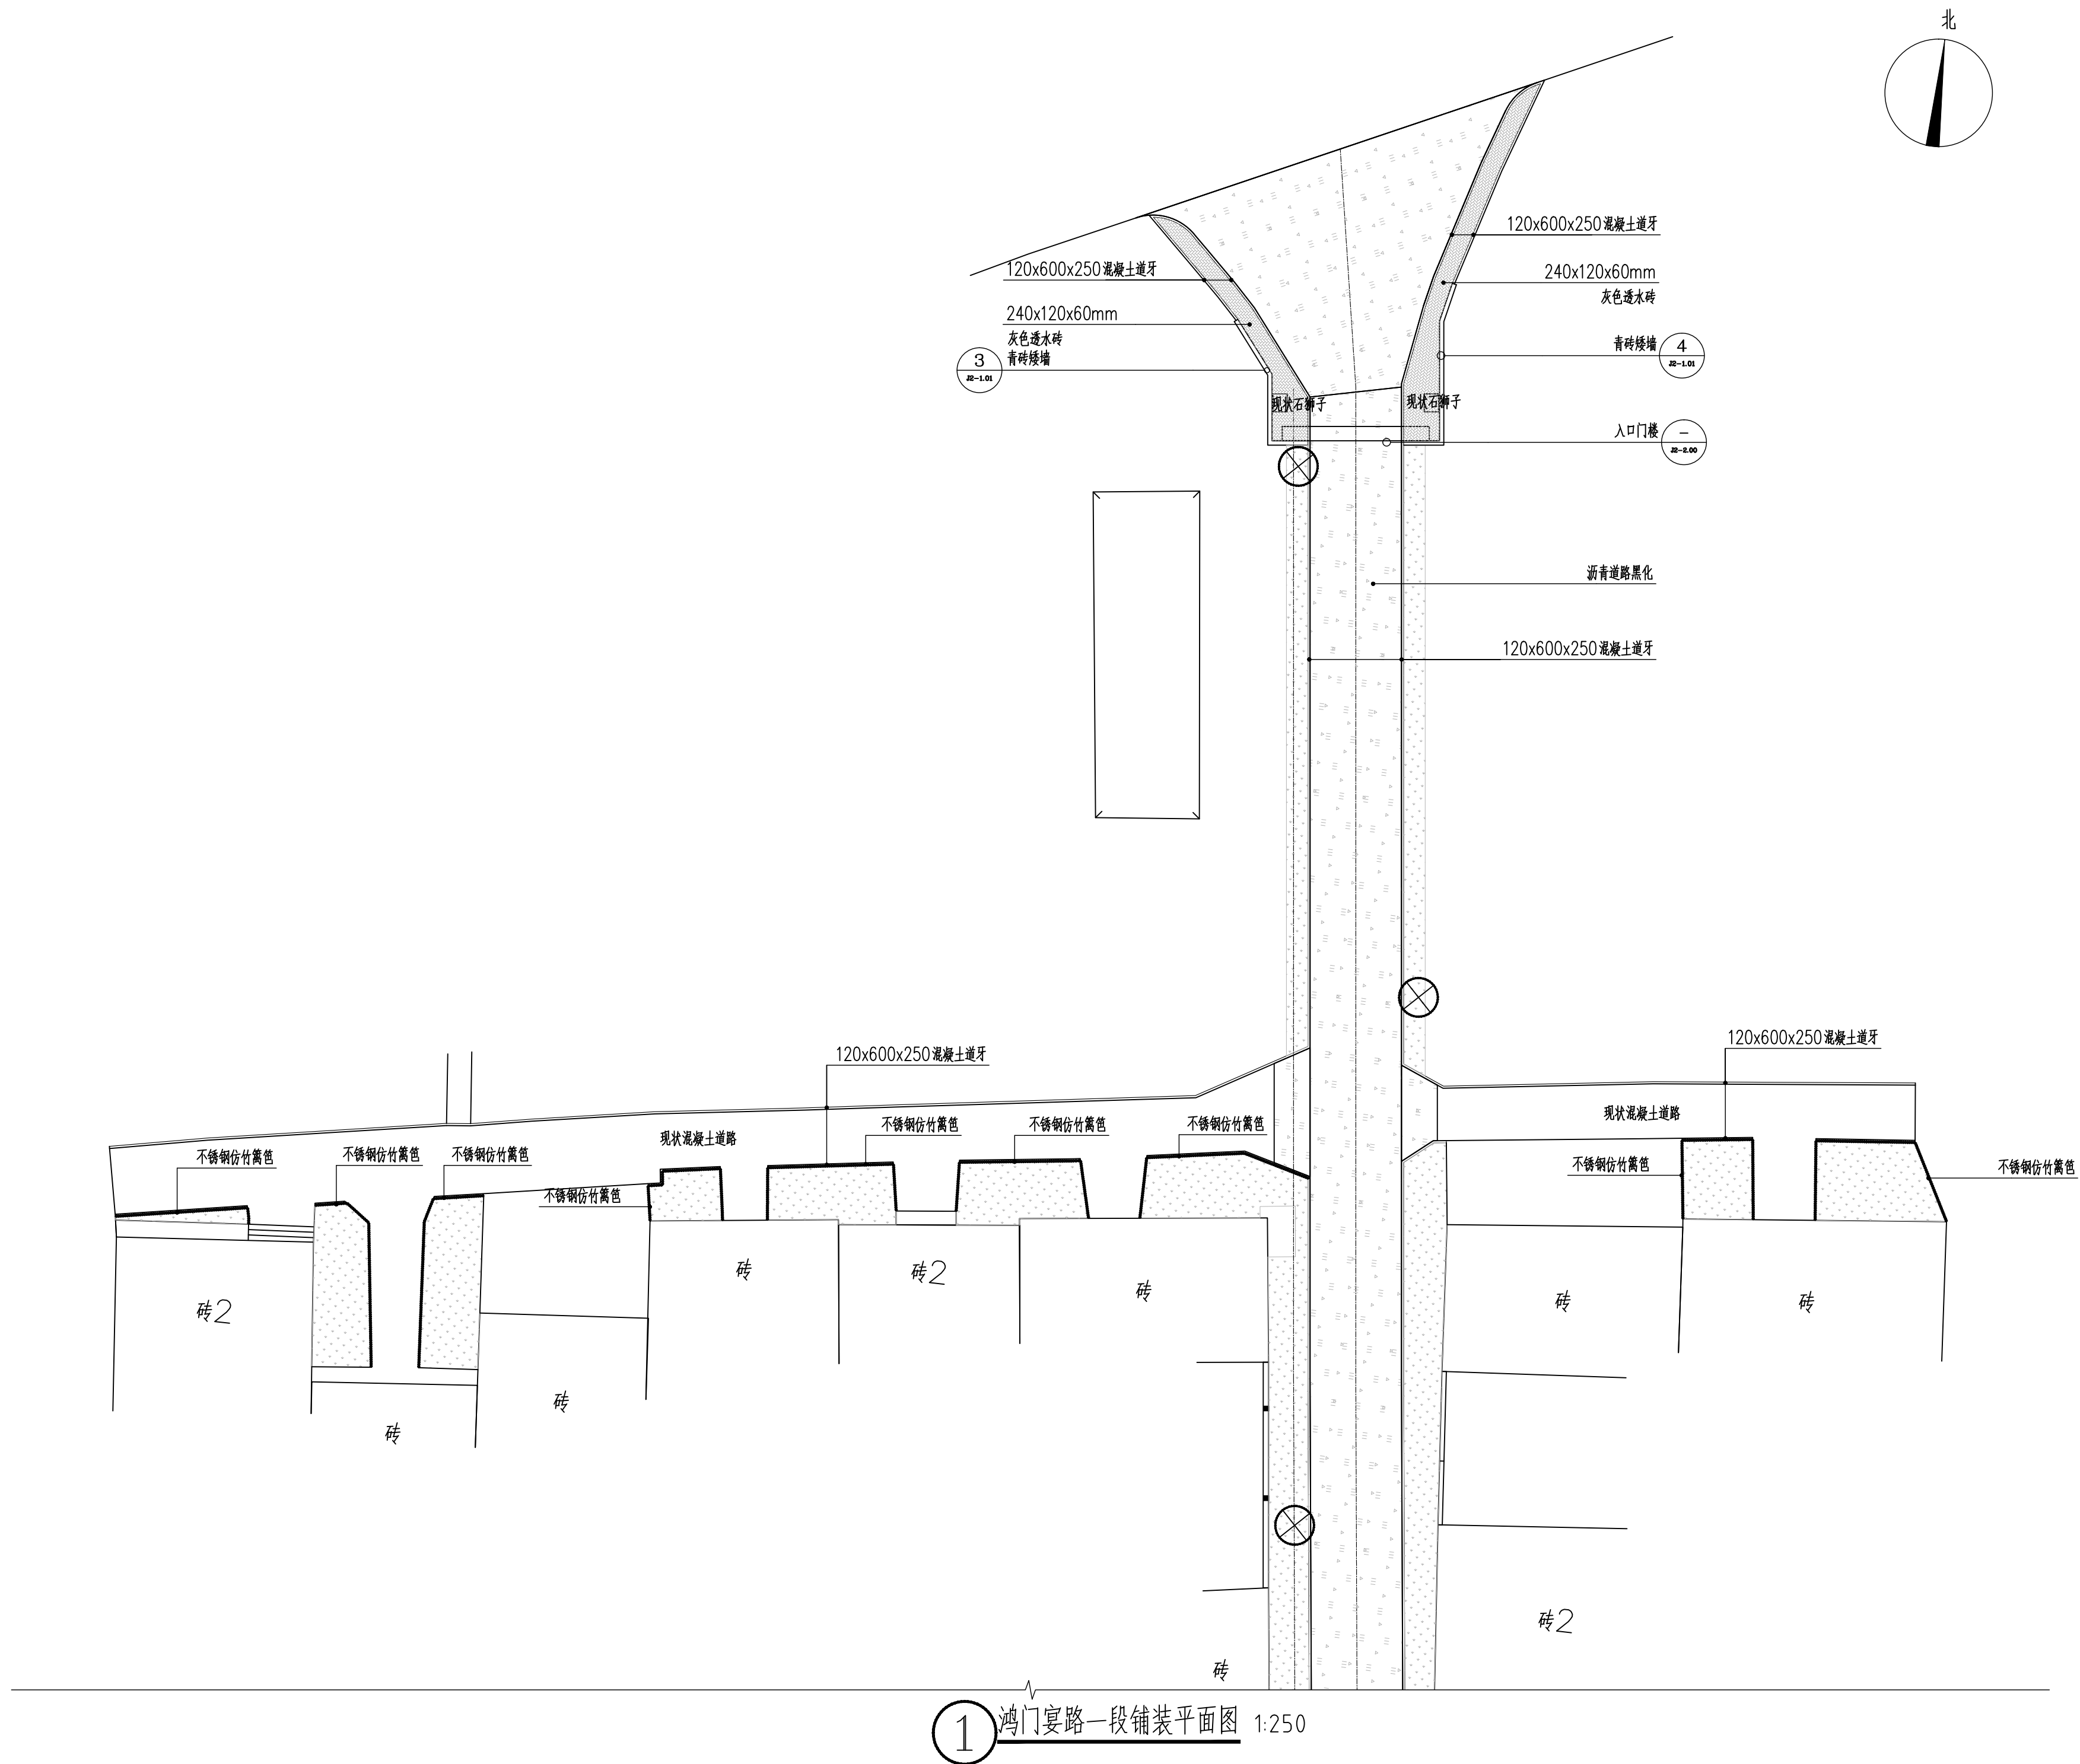 北
120x600x250混凝土道牙
120x600x250混凝土道牙
240x120x60mm
灰色透水砖
240x120x60mm
灰色透水砖
青砖矮墙
3
J2-1.01
青砖矮墙
4
J2-1.01
现状石狮子
现状石狮子
入口门楼
—
J2-2.00
沥青道路黑化
120x600x250混凝土道牙
120x600x250混凝土道牙
120x600x250混凝土道牙
不锈钢仿竹篱笆
不锈钢仿竹篱笆
不锈钢仿竹篱笆
现状混凝土道路
不锈钢仿竹篱笆
不锈钢仿竹篱笆
不锈钢仿竹篱笆
现状混凝土道路
不锈钢仿竹篱笆
不锈钢仿竹篱笆
不锈钢仿竹篱笆
砖2
砖
砖
砖
砖2
砖
砖
砖
砖2
砖
1
鸿门宴路一段铺装平面图 1:250